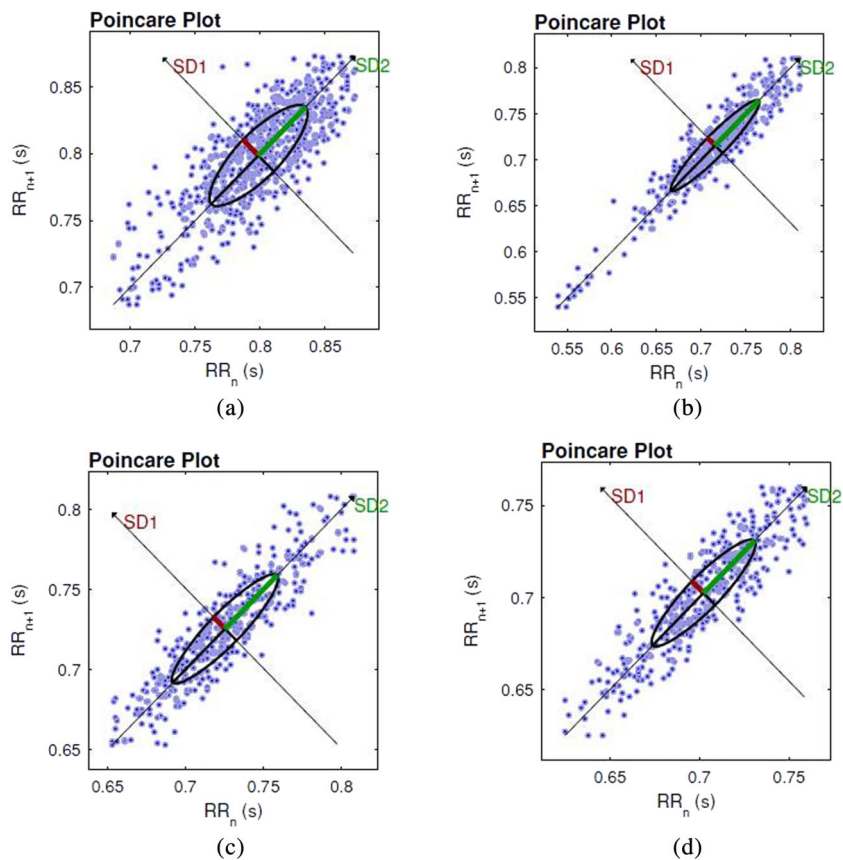 Poincare Plot
SD1
SD2
0.85
0.8
0.75
0.7
RRn+1 (s)
0.7 0.75 0.8 0.85
RRn (s)
(a)
Poincare Plot
SD1
SD2
0.8
0.75
0.7
0.65
0.6
0.55
RRn+1 (s)
0.55 0.6 0.65 0.7 0.75 0.8
RRn (s)
(b)
Poincare Plot
SD1
SD2
0.8
0.75
0.7
0.65
RRn+1 (s)
0.65 0.7 0.75 0.8
RRn (s)
(c)
Poincare Plot
SD1
SD2
0.75
0.7
0.65
RRn+1 (s)
0.65 0.7 0.75
RRn (s)
(d)